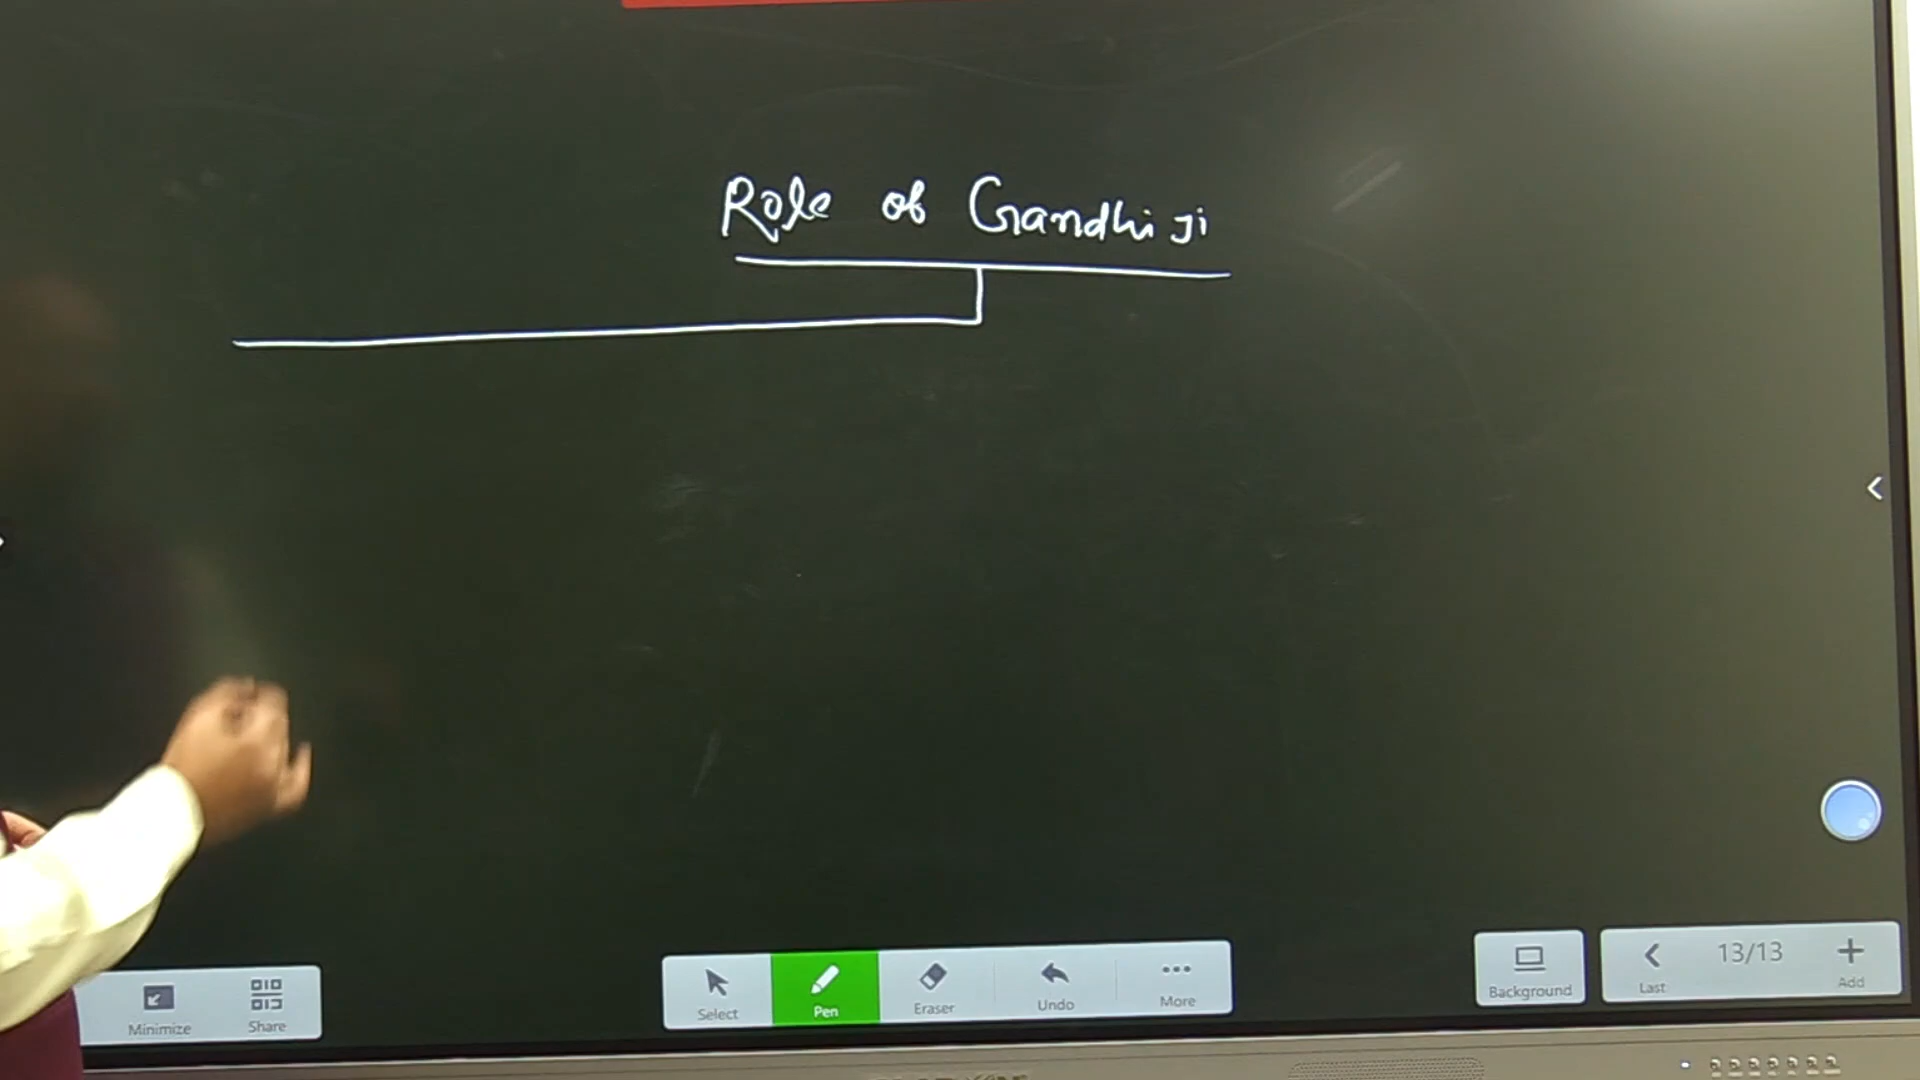 Role of Gandhi Ji
Minimize
Share
Select
Pen
Eraser
Undo
More
Background
Last
13/13
Add